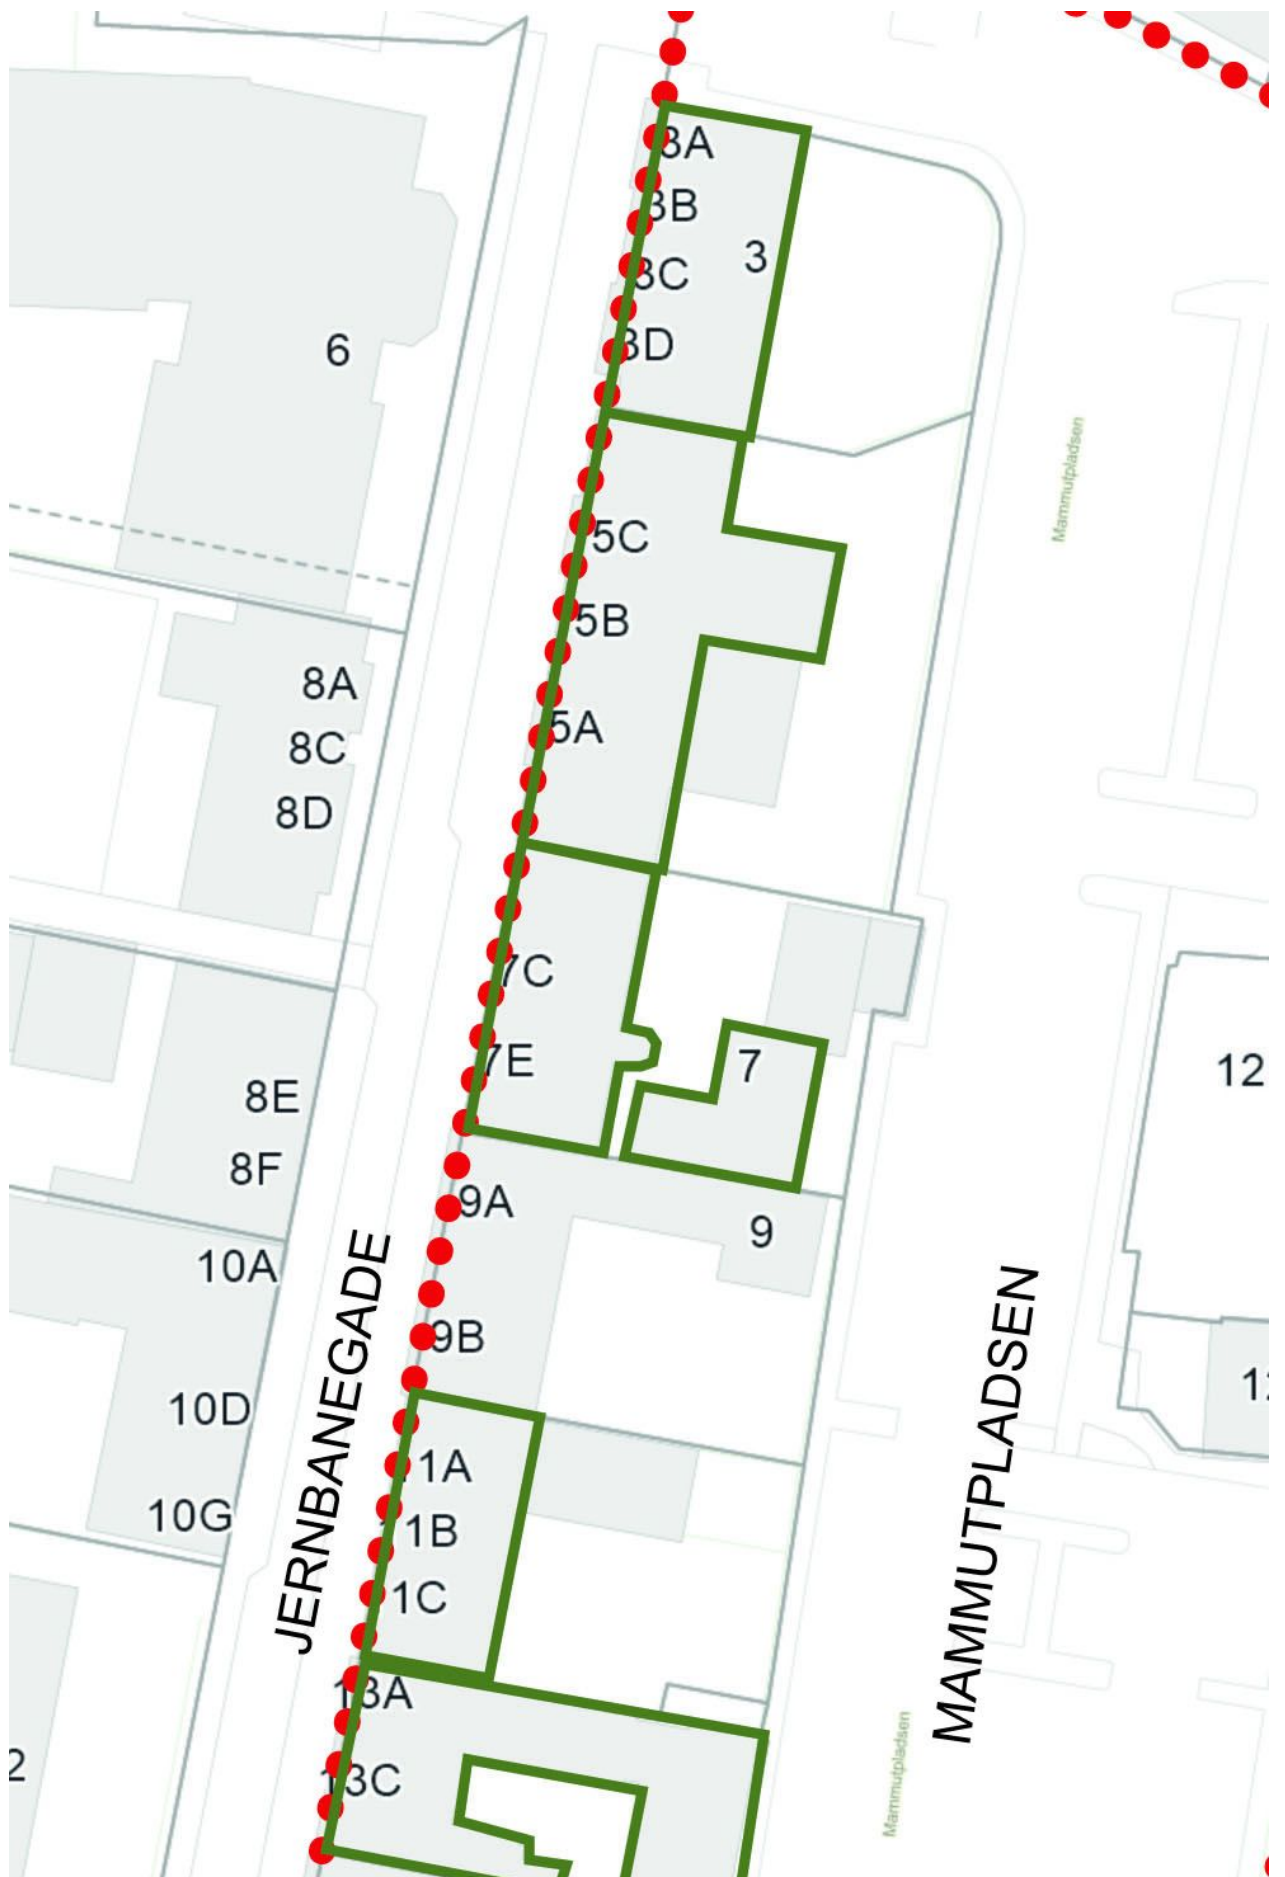 3A
3B
3
3C
3D
6
Mammutpladsen
5C
5B
8A
5A
8C
8D
7C
7E
7
12
8E
8F
9A
9
10A
JERNBANEGADE
9B
MAMMUTPLADSEN
10D
1A
10G
1B
1C
13A
13C
Mammutpladsen